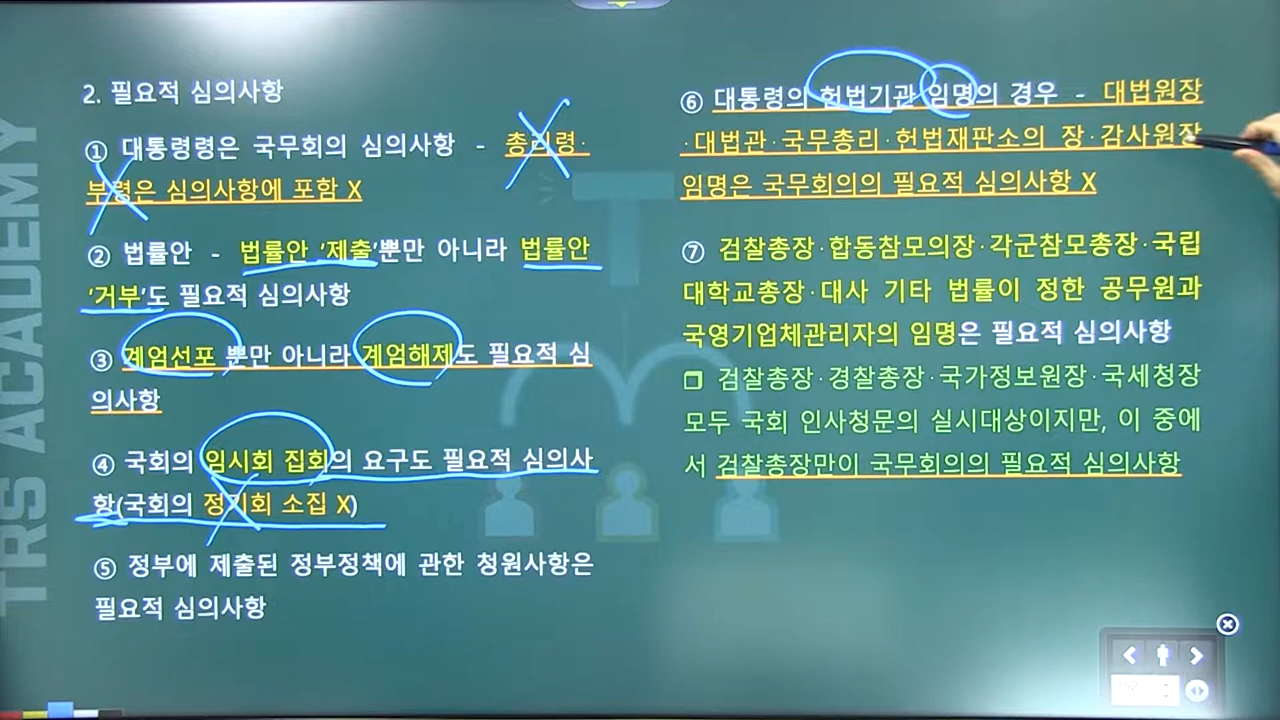 2. 필요적 심의사항
① 대통령령은 국무회의 심의사항 - 총리령·
부령은 심의사항에 포함 X
② 법률안 - 법률안 '제출'뿐만 아니라 법률안
'거부'도 필요적 심의사항
③ 계엄선포 뿐만 아니라 계엄해제도 필요적 심
의사항
④ 국회의 임시회 집회의 요구도 필요적 심의사
항(국회의 정기회 소집 X)
⑤ 정부에 제출된 정부정책에 관한 청원사항은
필요적 심의사항
⑥ 대통령의 헌법기관 임명의 경우 - 대법원장
·대법관·국무총리·헌법재판소의 장·감사원장
임명은 국무회의의 필요적 심의사항 X
⑦ 검찰총장·합동참모의장·각군참모총장·국립
대학교총장·대사 기타 법률이 정한 공무원과
국영기업체관리자의 임명은 필요적 심의사항
❒ 검찰총장·경찰총장·국가정보원장·국세청장
모두 국회 인사청문의 실시대상이지만, 이 중에
서 검찰총장만이 국무회의의 필요적 심의사항
TRS ACADEMY